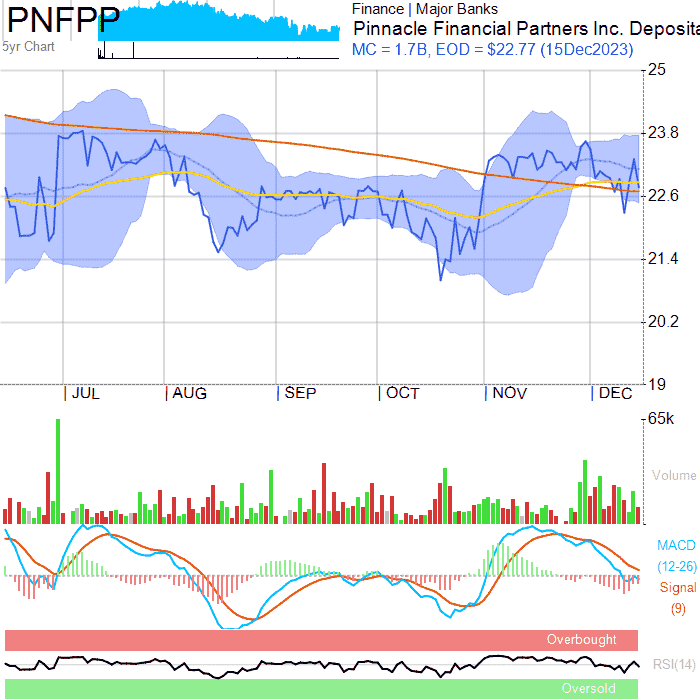 PNFPP
5yr Chart
Finance | Major Banks
Pinnacle Financial Partners Inc. Deposita
MC = 1.7B, EOD = $22.77 (15Dec2023)
25
23.8
22.6
21.4
20.2
19
JUL
AUG
SEP
OCT
NOV
DEC
65k
Volume
MACD
(12-26)
Signal
(9)
Overbought
RSI(14)
Oversold